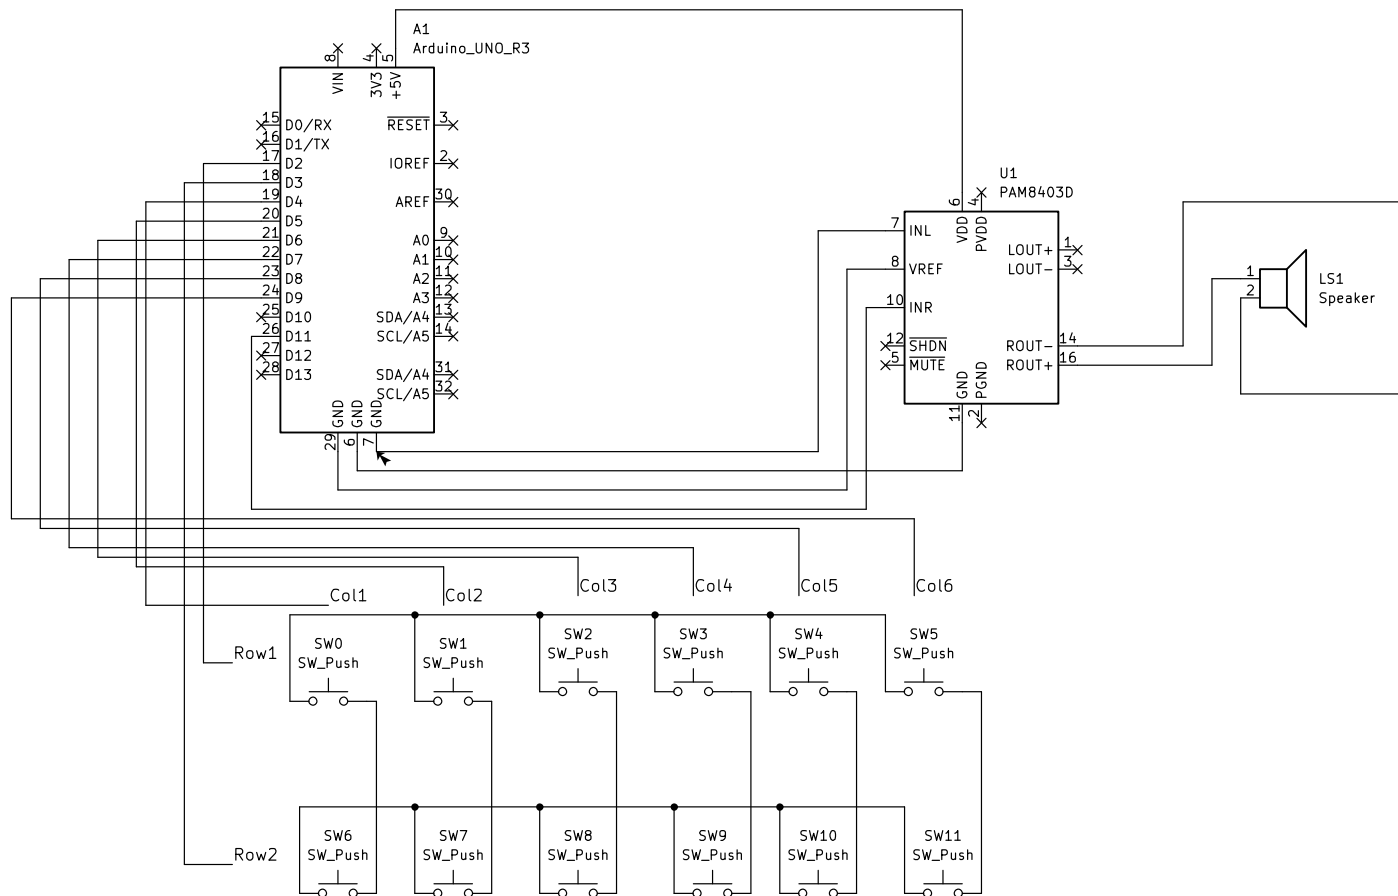 A1
Arduino_UNO_R3
8
4
5
VIN
3V3
+5V
15
D0/RX
RESET
3
16
D1/TX
17
D2
IOREF
2
18
D3
19
D4
AREF
30
20
D5
21
D6
A0
9
22
D7
A1
10
23
D8
A2
11
24
D9
A3
12
25
D10
SDA/A4
13
26
D11
SCL/A5
14
27
D12
28
D13
SDA/A4
31
SCL/A5
32
GND
GND
GND
29
6
7
U1
PAM8403D
6
4
VDD
PVDD
7
INL
LOUT+
1
8
VREF
LOUT-
3
10
INR
12
SHDN
ROUT-
14
5
MUTE
ROUT+
16
GND
PGND
11
2
1
2
LS1
Speaker
Col1
Col2
Col3
Col4
Col5
Col6
Row1
SW0
SW_Push
SW1
SW_Push
SW2
SW_Push
SW3
SW_Push
SW4
SW_Push
SW5
SW_Push
Row2
SW6
SW_Push
SW7
SW_Push
SW8
SW_Push
SW9
SW_Push
SW10
SW_Push
SW11
SW_Push